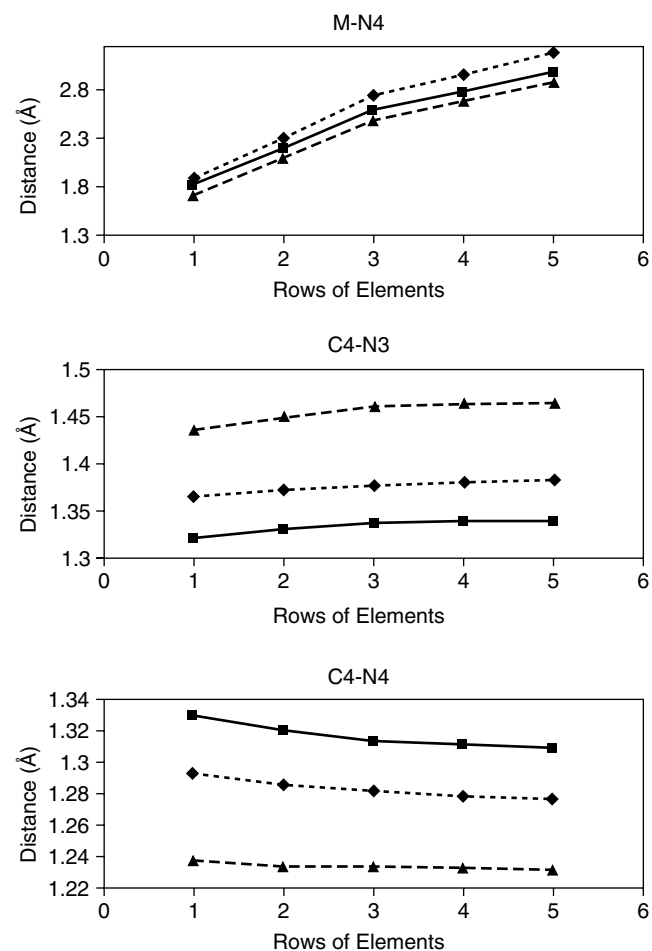 M-N4
Distance (Å)
2.8
2.3
1.8
1.3
0 1 2 3 4 5 6
Rows of Elements
C4-N3
Distance (Å)
1.5
1.45
1.4
1.35
1.3
0 1 2 3 4 5 6
Rows of Elements
C4-N4
Distance (Å)
1.34
1.32
1.3
1.28
1.26
1.24
1.22
0 1 2 3 4 5 6
Rows of Elements